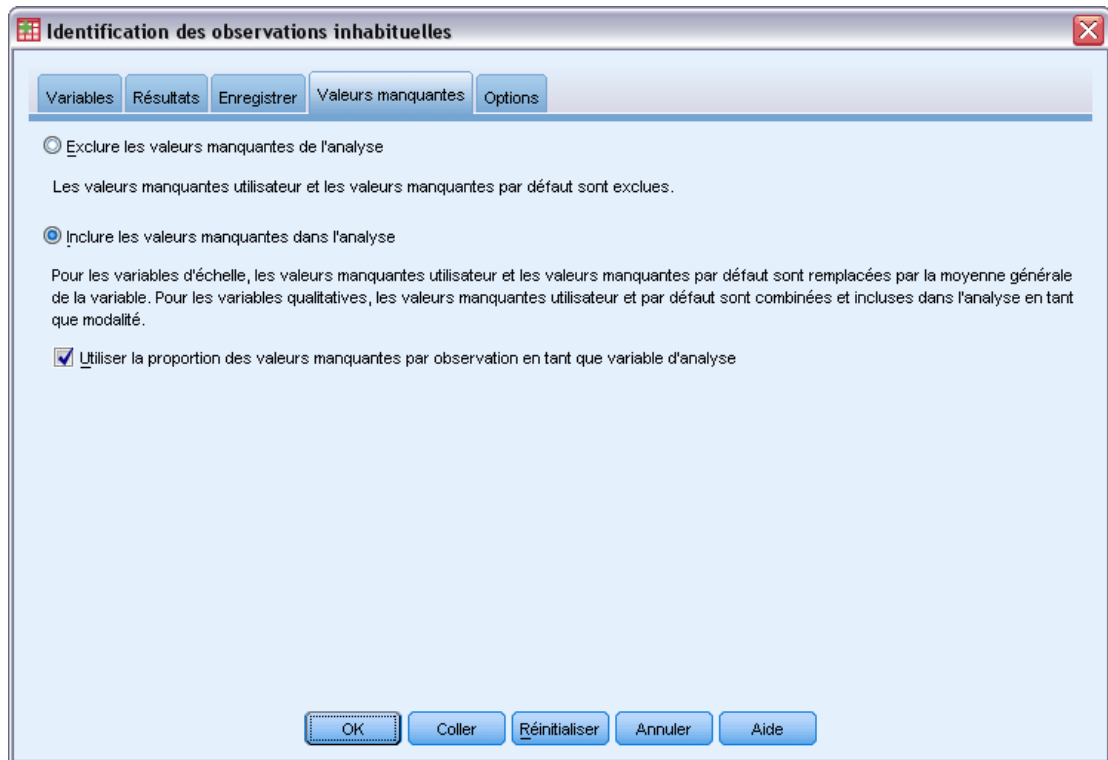 Identification des observations inhabituelles
Variables Résultats Enregistrer Valeurs manquantes Options
Exclure les valeurs manquantes de l'analyse
Les valeurs manquantes utilisateur et les valeurs manquantes par défaut sont exclues.
Inclure les valeurs manquantes dans l'analyse
Pour les variables d'échelle, les valeurs manquantes utilisateur et les valeurs manquantes par défaut sont remplacées par la moyenne générale
de la variable. Pour les variables qualitatives, les valeurs manquantes utilisateur et par défaut sont combinées et incluses dans l'analyse en tant
que modalité.
Utiliser la proportion des valeurs manquantes par observation en tant que variable d'analyse
OK Coller Réinitialiser Annuler Aide